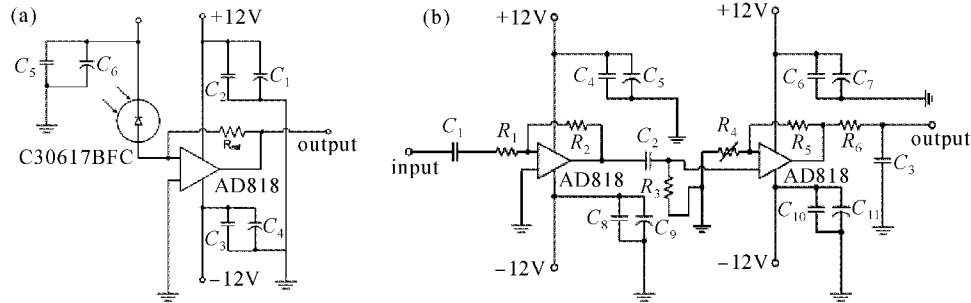 (a)
+12V
C5
C6
C2
C1
C30617BFC
output
AD818
C3
C4
-12V
(b)
+12V
+12V
C4
C5
C6
C7
C1
R1
R2
C2
R4
R5
R6
output
input
AD818
R3
AD818
C3
C8
C9
C10
C11
-12V
-12V